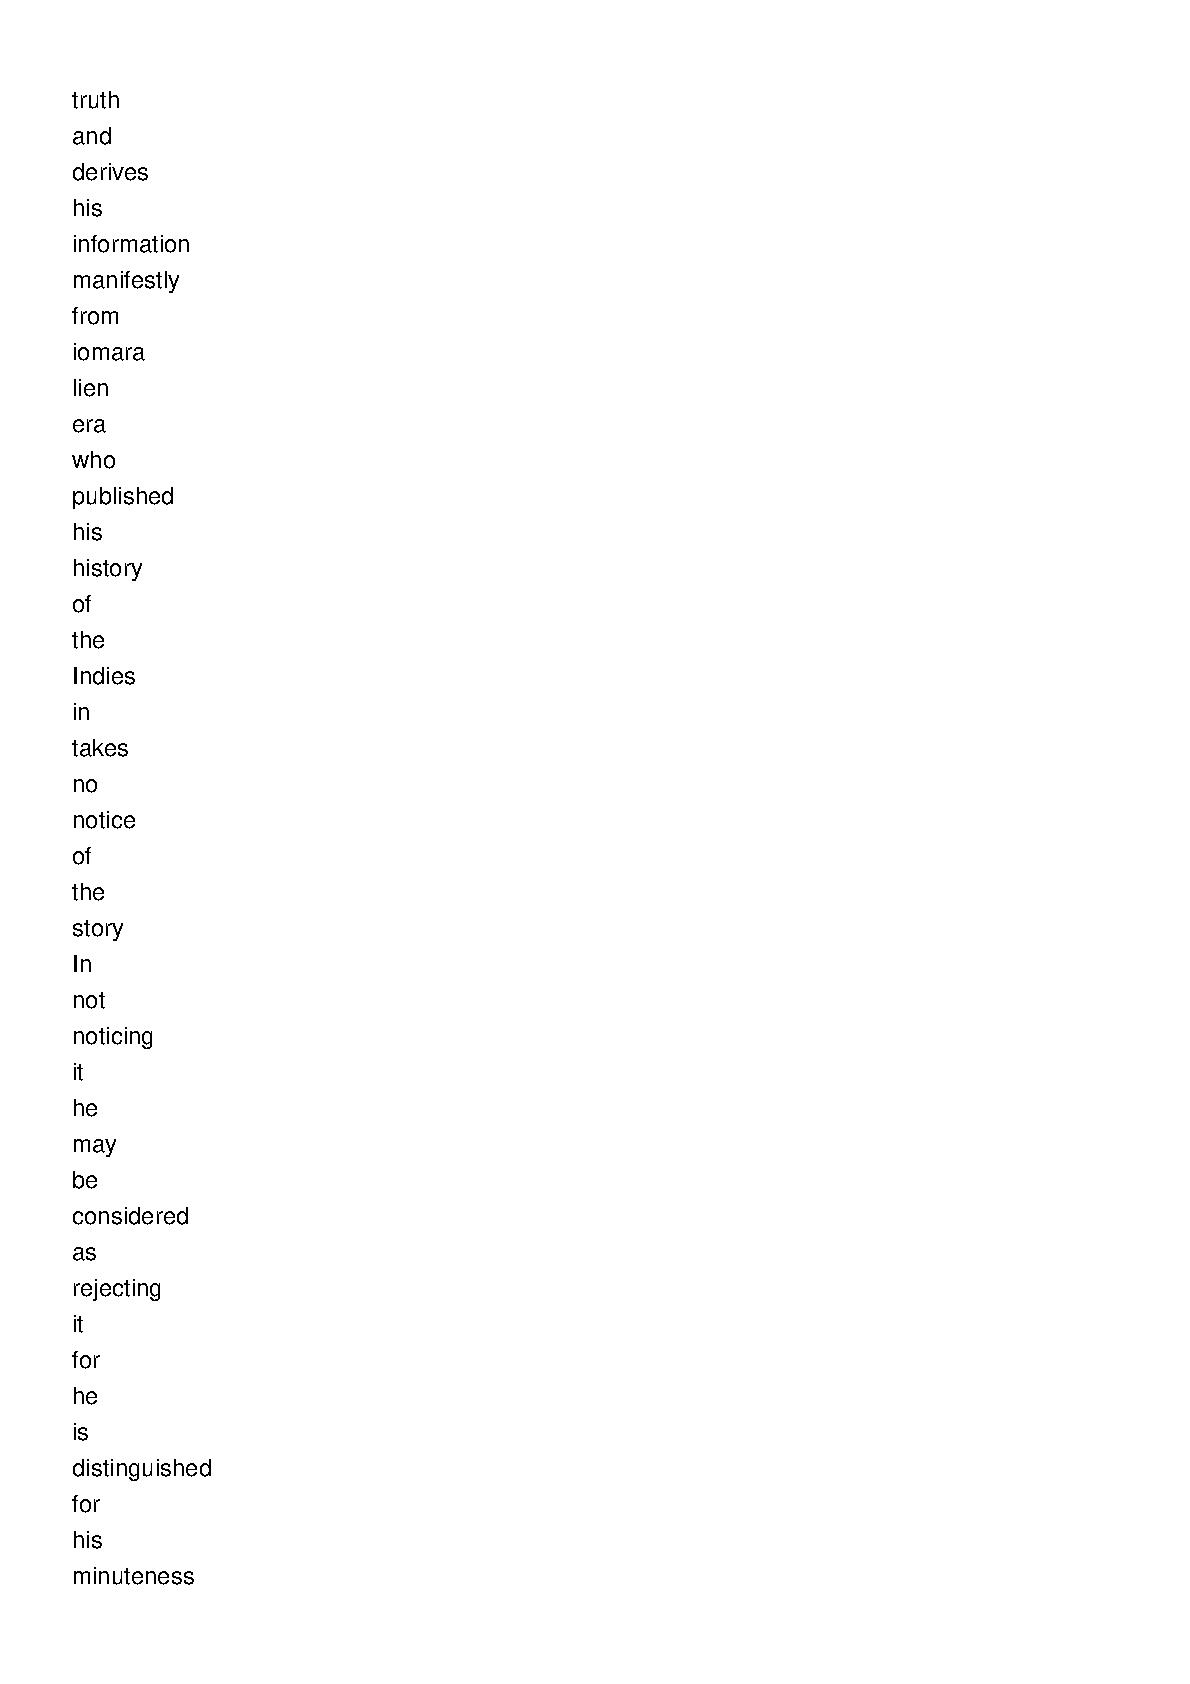 truth
and
derives
his
information
manifestly
from
iomara
lien
era
who
published
his
history
of
the
Indies
in
takes
no
notice
of
the
story
In
not
noticing
it
he
may
be
considered
as
rejecting
it
for
he
is
distinguished
for
his
minuteness